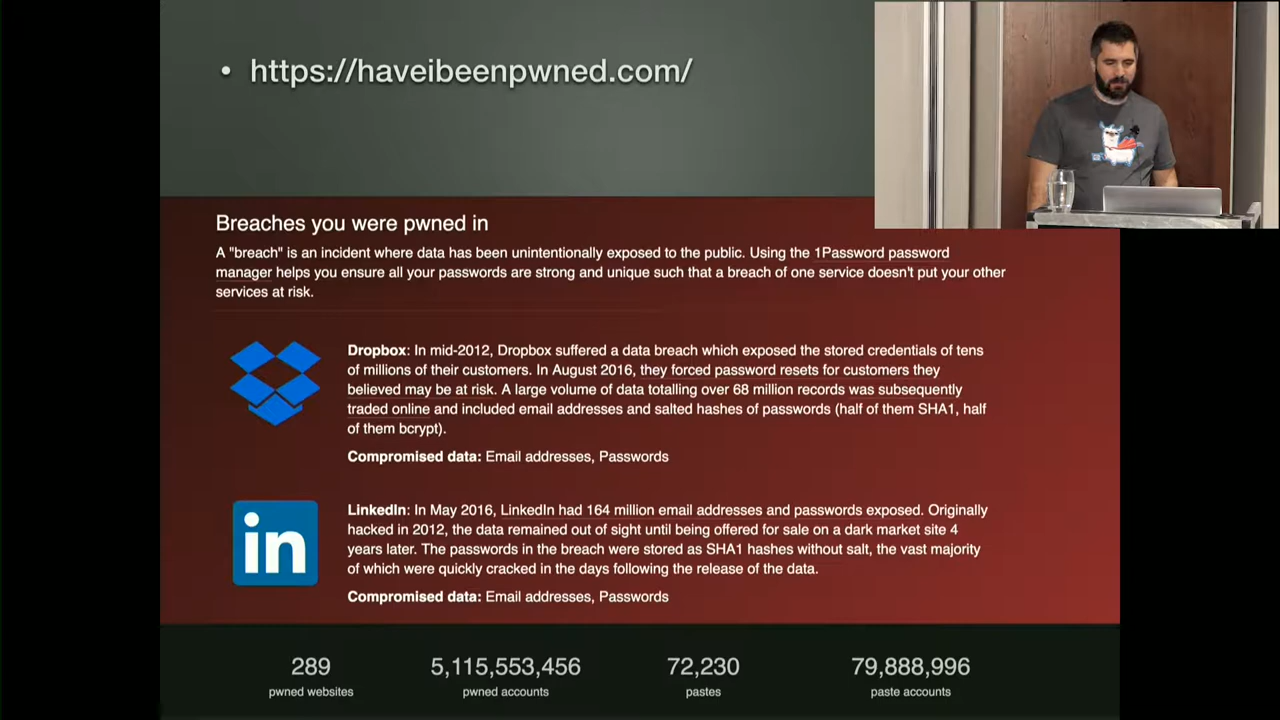 • https://haveibeenpwned.com/
Breaches you were pwned in
A "breach" is an incident where data has been unintentionally exposed to the public. Using the 1Password password
manager helps you ensure all your passwords are strong and unique such that a breach of one service doesn't put your other
services at risk.
Dropbox: In mid-2012, Dropbox suffered a data breach which exposed the stored credentials of tens
of millions of their customers. In August 2016, they forced password resets for customers they
believed may be at risk. A large volume of data totalling over 68 million records was subsequently
traded online and included email addresses and salted hashes of passwords (half of them SHA1, half
of them bcrypt).
Compromised data: Email addresses, Passwords
in
LinkedIn: In May 2016, LinkedIn had 164 million email addresses and passwords exposed. Originally
hacked in 2012, the data remained out of sight until being offered for sale on a dark market site 4
years later. The passwords in the breach were stored as SHA1 hashes without salt, the vast majority
of which were quickly cracked in the days following the release of the data.
Compromised data: Email addresses, Passwords
289 5,115,553,456 72,230 79,888,996
pwned websites pwned accounts pastes paste accounts